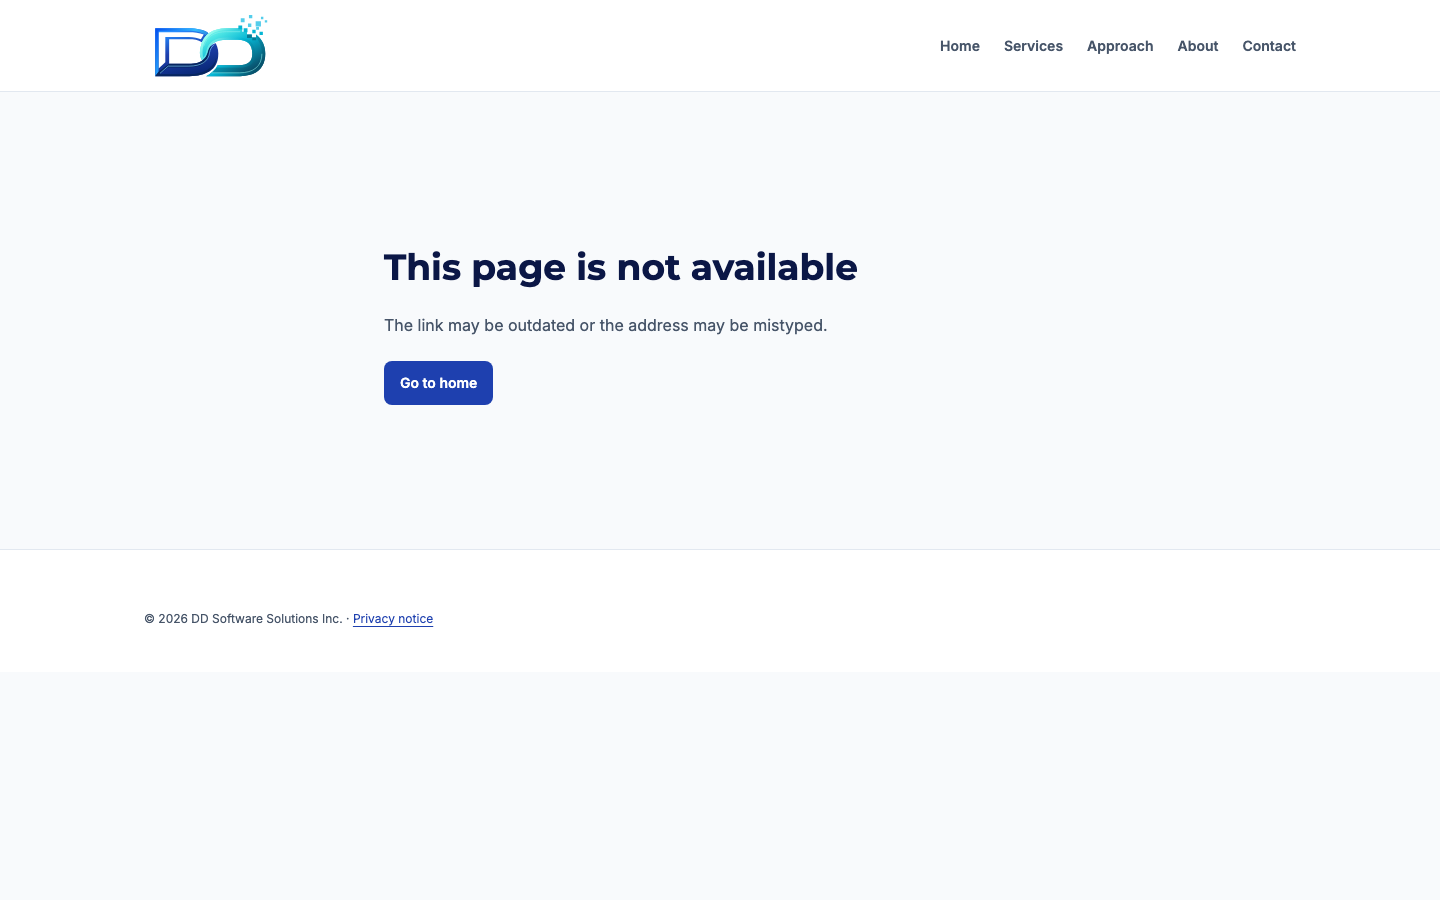 DD
Home Services Approach About Contact
This page is not available
The link may be outdated or the address may be mistyped.
Go to home
© 2026 DD Software Solutions Inc. · Privacy notice